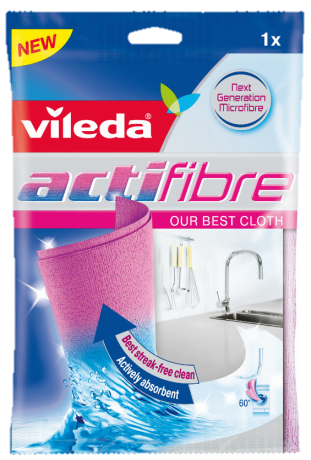 NEW
1x
Next
Generation
Microfibre
vileda®
actifibre
OUR BEST CLOTH
Best streak-free clean
Actively absorbent
60°